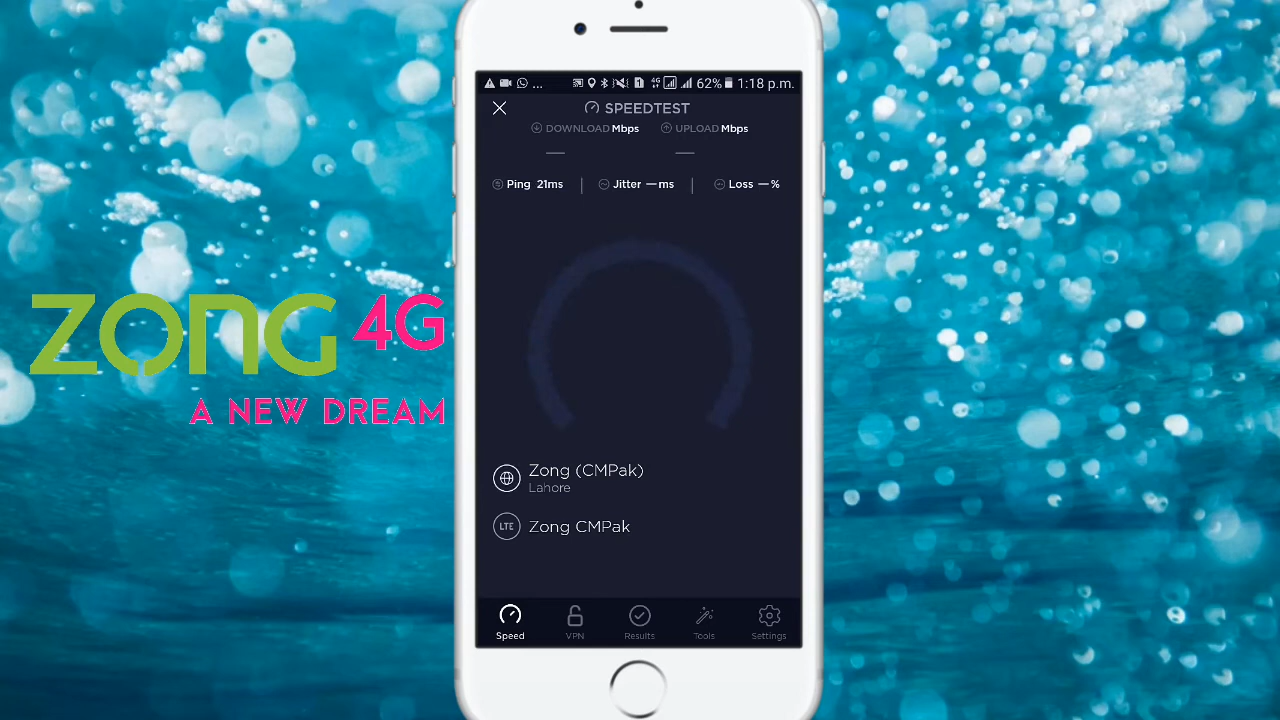 ... 4G 62% 1:18 p.m.
SPEEDTEST
DOWNLOAD Mbps UPLOAD Mbps
— —
Ping 21ms | Jitter — ms | Loss — %
ZONG 4G
A NEW DREAM
Zong (CMPak)
Lahore
LTE Zong CMPak
Speed VPN Results Tools Settings